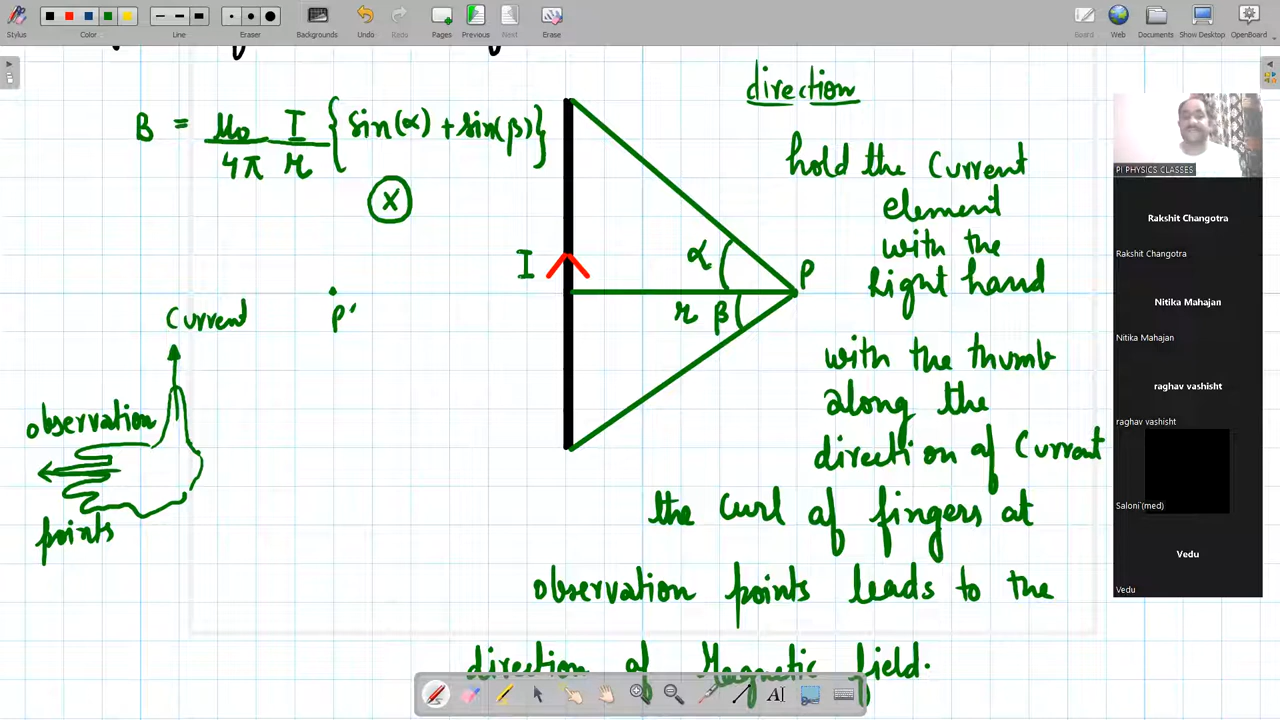 Stylus
Color
Line
Eraser
Backgrounds
Undo
Redo
Pages
Previous
Next
Erase
Board
Web
Documents
Show Desktop
OpenBoard
B = μ0/4π I/r {Sin(α) + sin(β)}
X
I
α
β
r
P
P'
Current
observation
points
direction
hold the Current
element
with the
Right hand
with the thumb
along the
direction of Current
the curl of fingers at
observation points leads to the
direction of Magnetic field.
PI PHYSICS CLASSES
Rakshit Changotra
Rakshit Changotra
Nitika Mahajan
Nitika Mahajan
raghav vashisht
raghav vashisht
Saloni (med)
Vedu
Vedu
AI